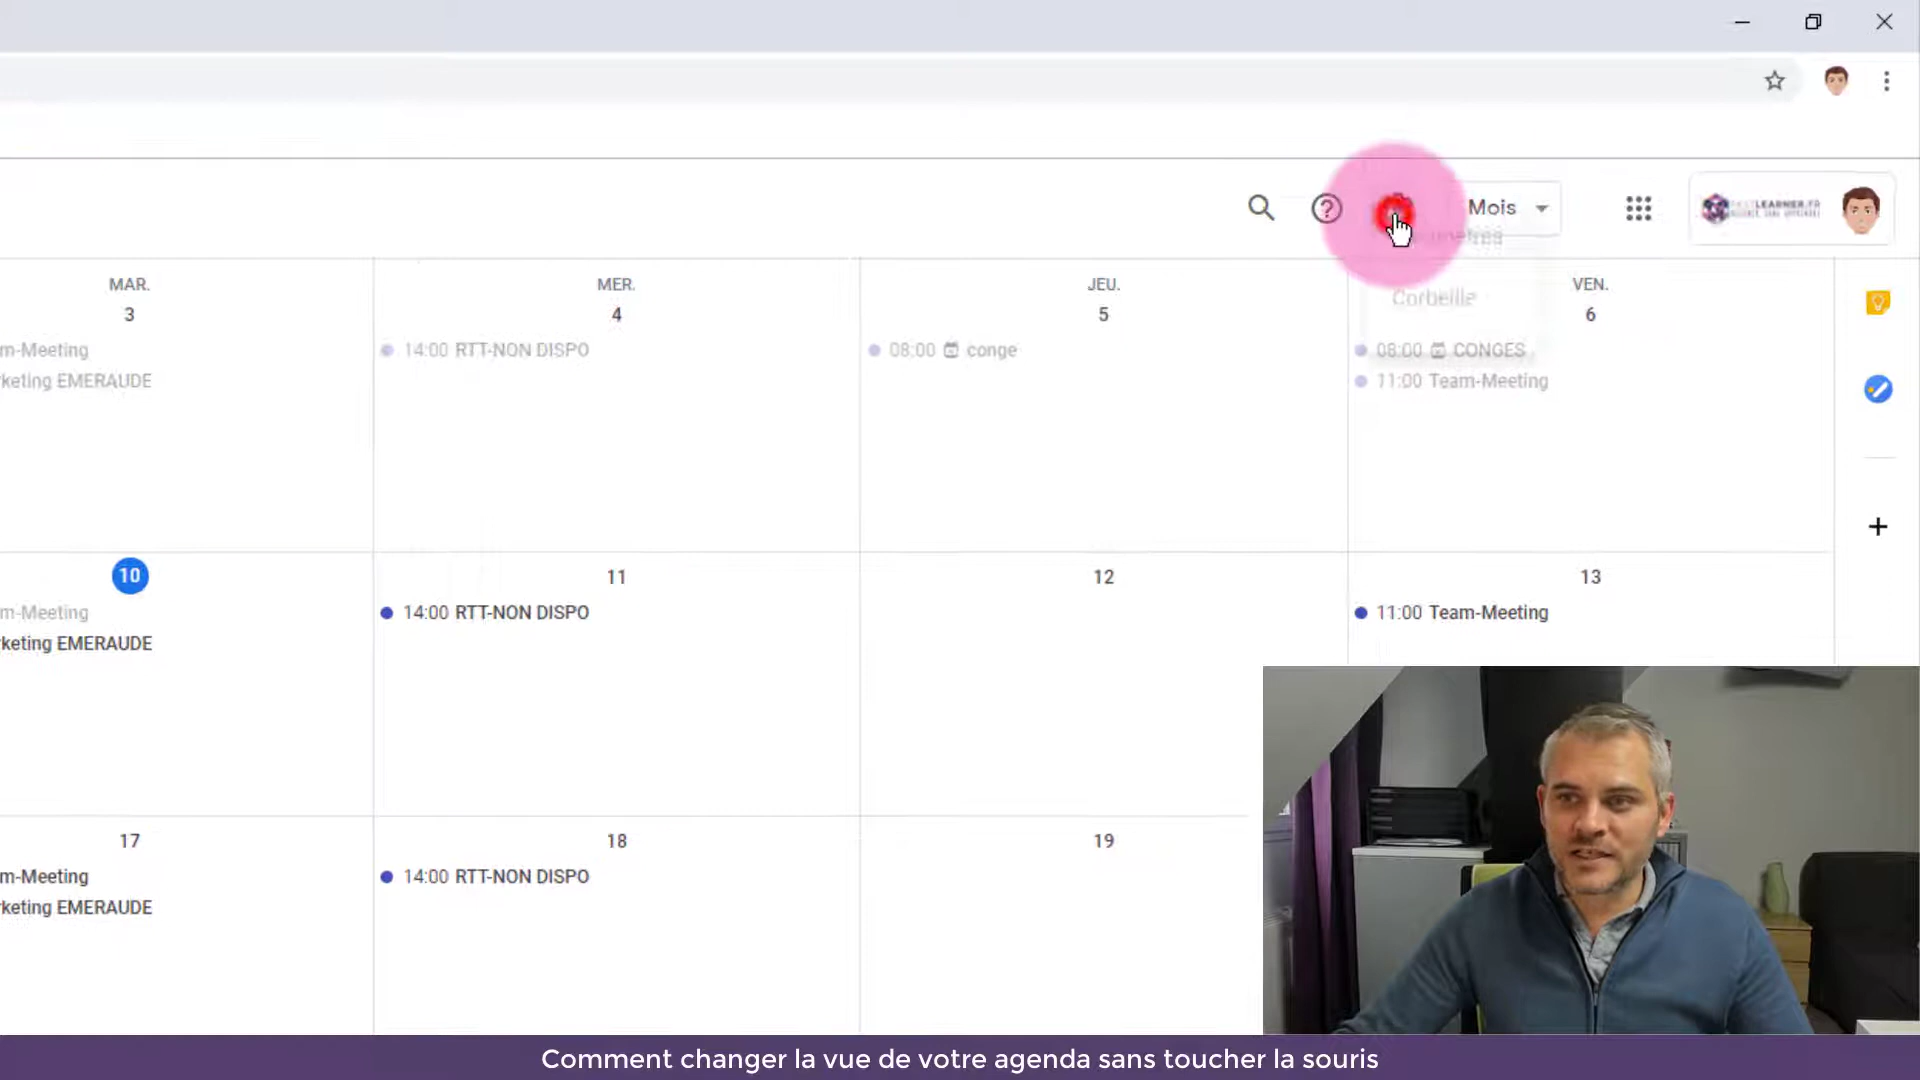 Mois
Corbeille
MAR.
3
MER.
4
JEU.
5
VEN.
6
m-Meeting
keting EMERAUDE
14:00 RTT-NON DISPO
08:00 conge
08:00 CONGES
11:00 Team-Meeting
10
m-Meeting
keting EMERAUDE
11
14:00 RTT-NON DISPO
12
13
11:00 Team-Meeting
17
m-Meeting
keting EMERAUDE
18
14:00 RTT-NON DISPO
19
Comment changer la vue de votre agenda sans toucher la souris